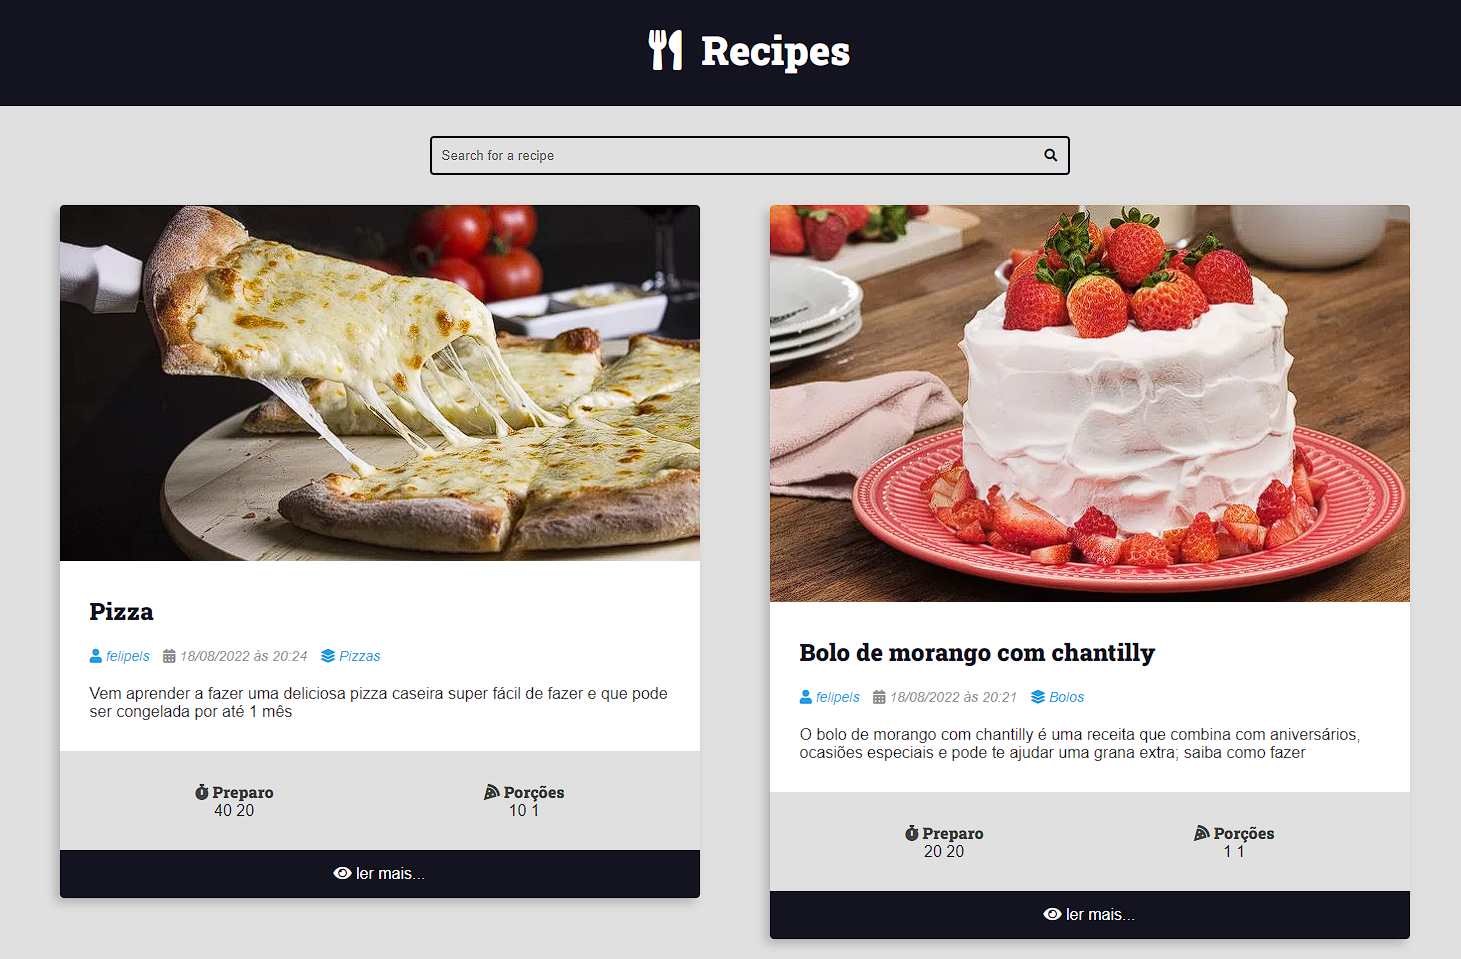 Recipes
Search for a recipe
Pizza
felipels 18/08/2022 às 20:24 Pizzas
Vem aprender a fazer uma deliciosa pizza caseira super fácil de fazer e que pode
ser congelada por até 1 mês
Preparo
40 20
Porções
10 1
ler mais...
Bolo de morango com chantilly
felipels 18/08/2022 às 20:21 Bolos
O bolo de morango com chantilly é uma receita que combina com aniversários,
ocasiões especiais e pode te ajudar uma grana extra; saiba como fazer
Preparo
20 20
Porções
1 1
ler mais...